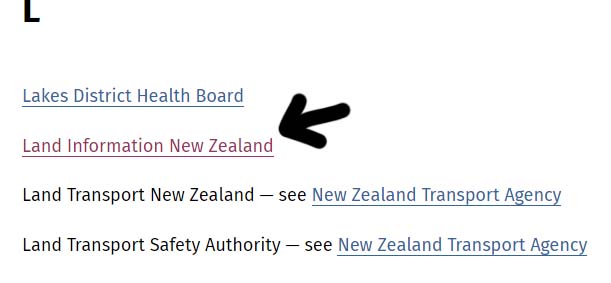 L
Lakes District Health Board
Land Information New Zealand
Land Transport New Zealand — see New Zealand Transport Agency
Land Transport Safety Authority — see New Zealand Transport Agency